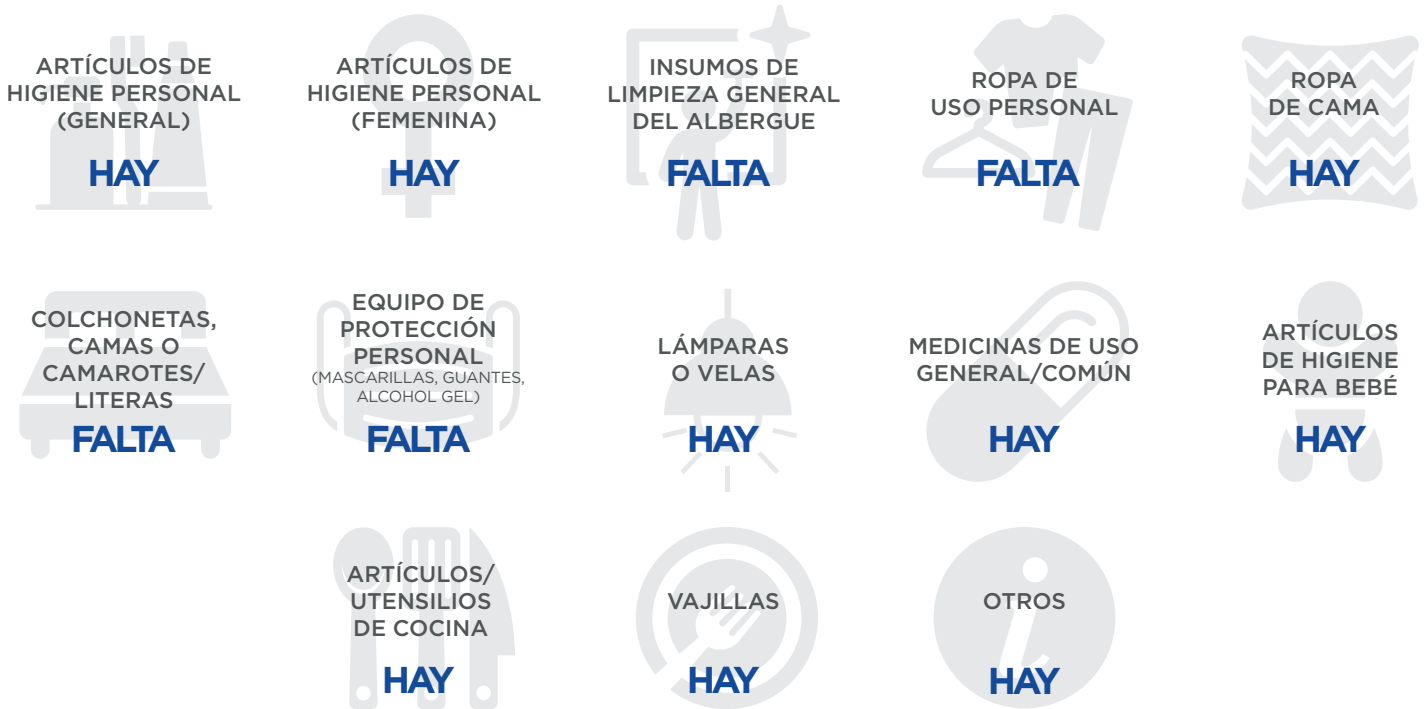 ARTÍCULOS DE
HIGIENE PERSONAL
(GENERAL)
HAY
ARTÍCULOS DE
HIGIENE PERSONAL
(FEMENINA)
HAY
INSUMOS DE
LIMPIEZA GENERAL
DEL ALBERGUE
FALTA
ROPA DE
USO PERSONAL
FALTA
ROPA
DE CAMA
HAY
COLCHONETAS,
CAMAS O
CAMAROTES/
LITERAS
FALTA
EQUIPO DE
PROTECCIÓN
PERSONAL
(MASCARILLAS, GUANTES,
ALCOHOL GEL)
FALTA
LÁMPARAS
O VELAS
HAY
MEDICINAS DE USO
GENERAL/COMÚN
HAY
ARTÍCULOS
DE HIGIENE
PARA BEBÉ
HAY
ARTÍCULOS/
UTENSILIOS
DE COCINA
HAY
VAJILLAS
HAY
OTROS
HAY